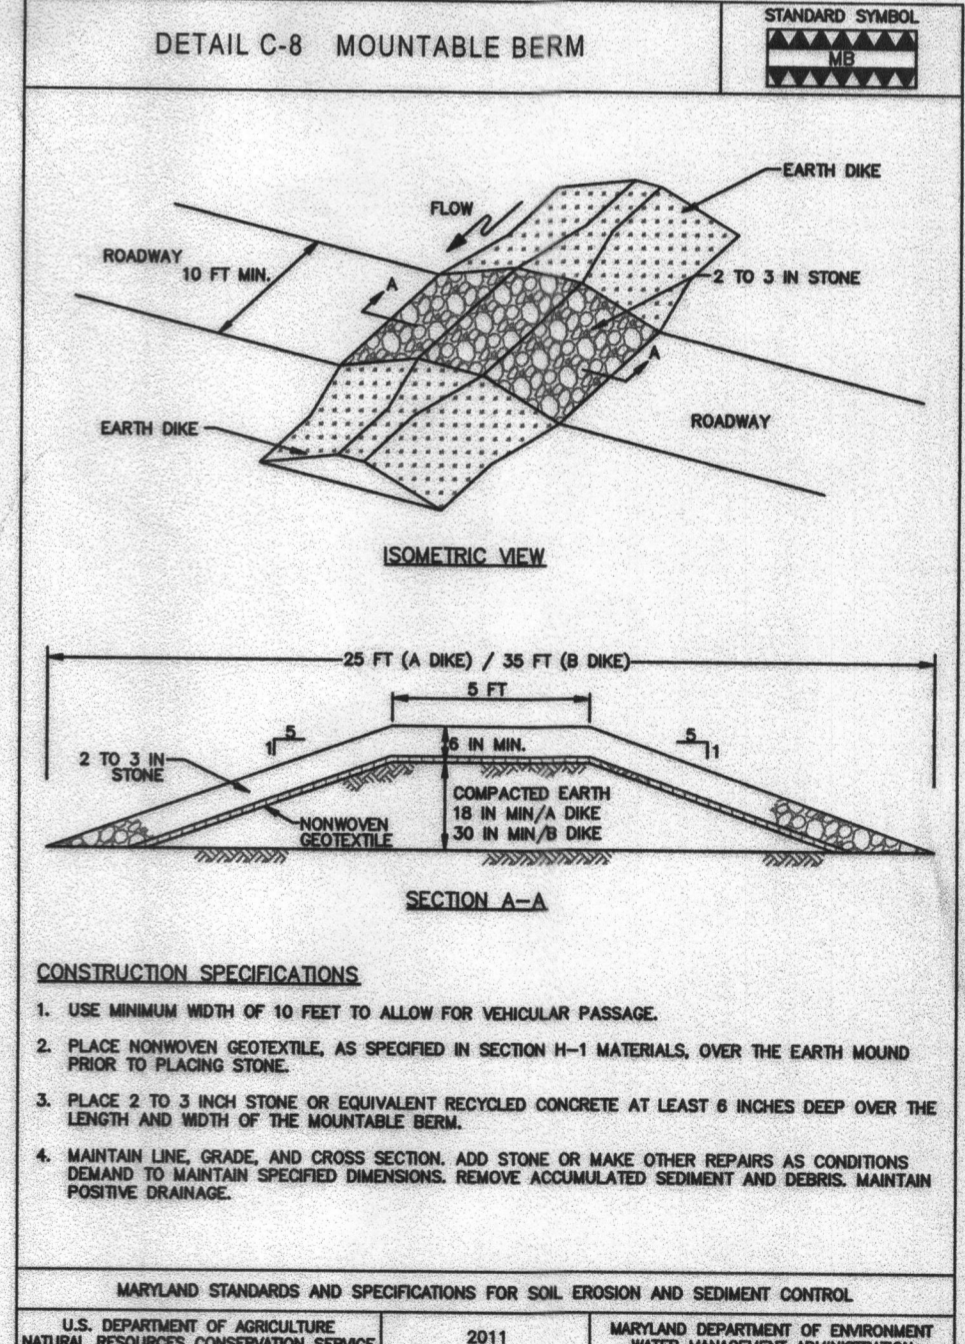 DETAIL C-8 MOUNTABLE BERM
STANDARD SYMBOL
MB
EARTH DIKE
FLOW
ROADWAY
10 FT MIN.
A
2 TO 3 IN STONE
A
ROADWAY
EARTH DIKE
ISOMETRIC VIEW
25 FT (A DIKE) / 35 FT (B DIKE)
5 FT
5
1
6 IN MIN.
5
1
2 TO 3 IN
STONE
COMPACTED EARTH
18 IN MIN/A DIKE
30 IN MIN/B DIKE
NONWOVEN
GEOTEXTILE
SECTION A-A
CONSTRUCTION SPECIFICATIONS
1. USE MINIMUM WIDTH OF 10 FEET TO ALLOW FOR VEHICULAR PASSAGE.
2. PLACE NONWOVEN GEOTEXTILE, AS SPECIFIED IN SECTION H-1 MATERIALS, OVER THE EARTH MOUND
PRIOR TO PLACING STONE.
3. PLACE 2 TO 3 INCH STONE OR EQUIVALENT RECYCLED CONCRETE AT LEAST 6 INCHES DEEP OVER THE
LENGTH AND WIDTH OF THE MOUNTABLE BERM.
4. MAINTAIN LINE, GRADE, AND CROSS SECTION. ADD STONE OR MAKE OTHER REPAIRS AS CONDITIONS
DEMAND TO MAINTAIN SPECIFIED DIMENSIONS. REMOVE ACCUMULATED SEDIMENT AND DEBRIS. MAINTAIN
POSITIVE DRAINAGE.
MARYLAND STANDARDS AND SPECIFICATIONS FOR SOIL EROSION AND SEDIMENT CONTROL
U.S. DEPARTMENT OF AGRICULTURE
NATURAL RESOURCES CONSERVATION SERVICE
2011
MARYLAND DEPARTMENT OF ENVIRONMENT
WATER MANAGEMENT ADMINISTRATION